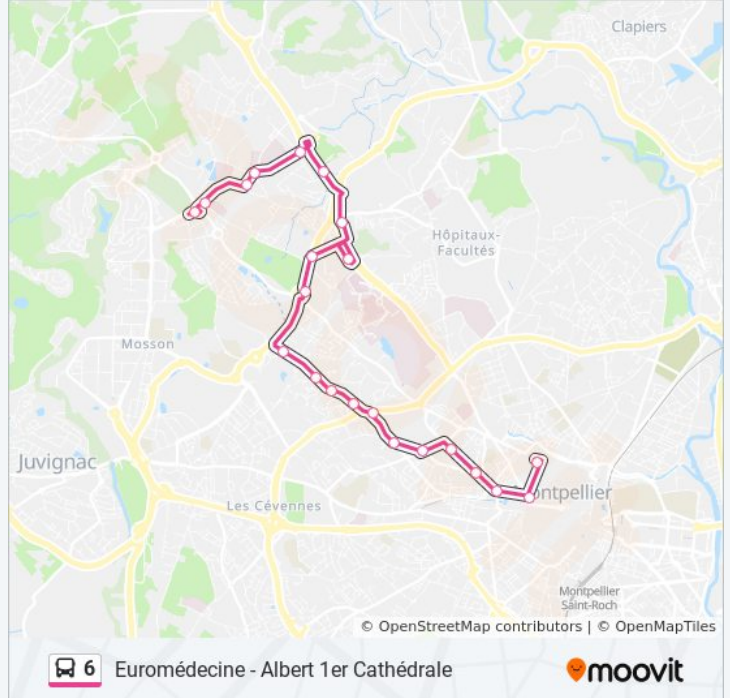 Clapiers
Hôpitaux-
Facultés
Mosson
Juvignac
Les Cévennes
ontpellier
Montpellier
Saint-Roch
© OpenStreetMap contributors | © OpenMapTiles
6 Euromédecine - Albert 1er Cathédrale
moovit